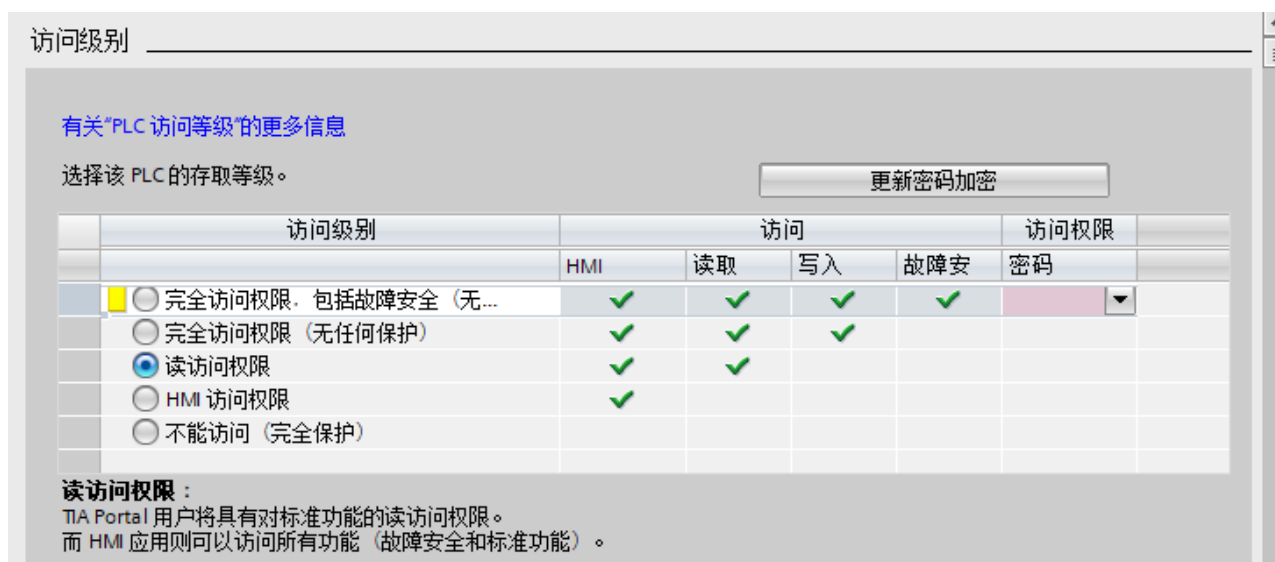 访问级别
有关“PLC 访问等级”的更多信息
选择该 PLC 的存取等级。
更新密码加密
访问级别 访问 访问权限
HMI 读取 写入 故障安 密码
完全访问权限，包括故障安全（无...
完全访问权限（无任何保护）
读访问权限
HMI 访问权限
不能访问（完全保护）
读访问权限：
TIA Portal 用户将具有对标准功能的读访问权限。
而 HMI 应用则可以访问所有功能（故障安全和标准功能）。